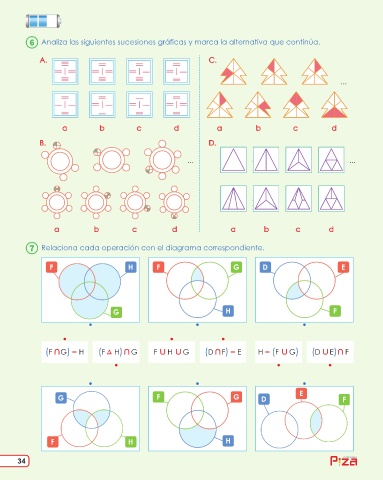 6 Analiza las siguientes sucesiones gráficas y marca la alternativa que continúa.
A. C.
...
a b c d a b c d
B. D.
... ...
a b c d a b c d
7 Relaciona cada operación con el diagrama correspondiente.
F H F G D E
G H F
(F∩G) – H (F△H)∩G F∪H∪G (D∩F) – E H – (F∪G) (D∪E)∩F
G F G D E F
F H H
34 Piza